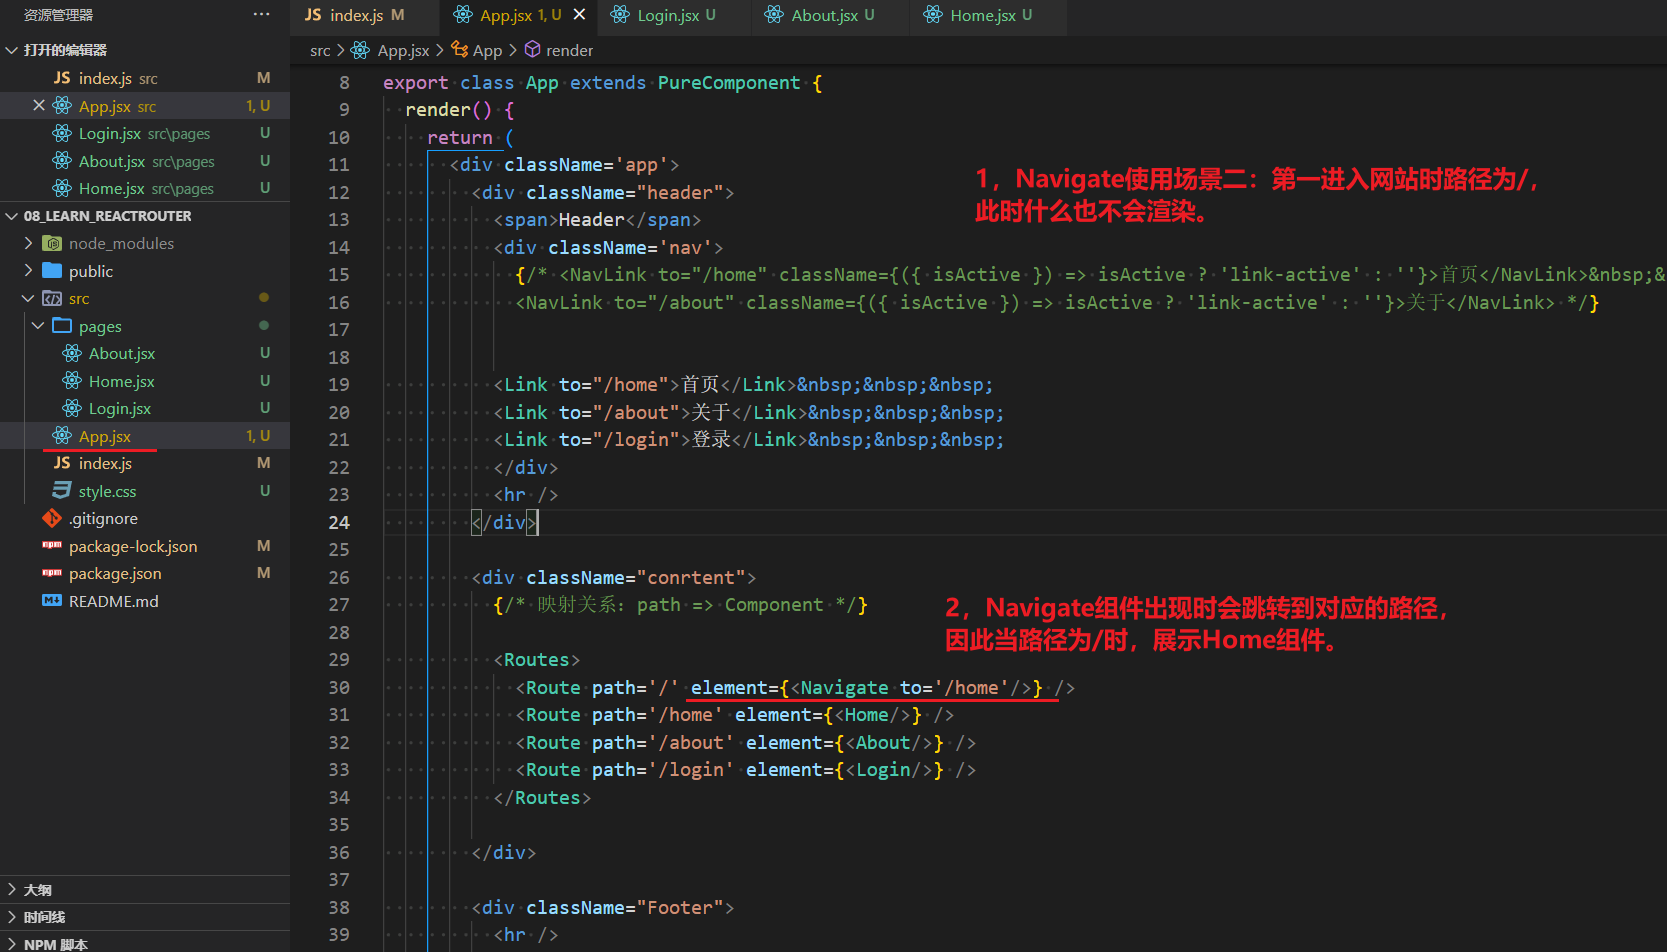 资源管理器 ···
打开的编辑器
JS index.js src M
App.jsx src 1, U
Login.jsx src\pages U
About.jsx src\pages U
Home.jsx src\pages U
08_LEARN_REACTROUTER
node_modules
public
src
pages
About.jsx U
Home.jsx U
Login.jsx U
App.jsx 1, U
JS index.js M
style.css U
.gitignore
package-lock.json M
package.json M
README.md
大纲
时间线
NPM 脚本
JS index.js M App.jsx 1, U Login.jsx U About.jsx U Home.jsx U
src > App.jsx > App > render
8 export class App extends PureComponent {
9 render() {
10 return (
11 <div className='app'>
12 <div className="header">
13 <span>Header</span>
14 <div className='nav'>
15 {/* <NavLink to="/home" className={({ isActive }) => isActive ? 'link-active' : ''}>首页</NavLink>&nbsp;&
16 <NavLink to="/about" className={({ isActive }) => isActive ? 'link-active' : ''}>关于</NavLink> */}
17
18
19 <Link to="/home">首页</Link>&nbsp;&nbsp;&nbsp;
20 <Link to="/about">关于</Link>&nbsp;&nbsp;&nbsp;
21 <Link to="/login">登录</Link>&nbsp;&nbsp;&nbsp;
22 </div>
23 <hr />
24 </div>
25
26 <div className="conrtent">
27 {/* 映射关系: path => Component */}
28
29 <Routes>
30 <Route path='/' element={<Navigate to='/home'/>} />
31 <Route path='/home' element={<Home/>} />
32 <Route path='/about' element={<About/>} />
33 <Route path='/login' element={<Login/>} />
34 </Routes>
35
36 </div>
37
38 <div className="Footer">
39 <hr />
1，Navigate使用场景二：第一进入网站时路径为/，
此时什么也不会渲染。
2，Navigate组件出现时会跳转到对应的路径，
因此当路径为/时，展示Home组件。